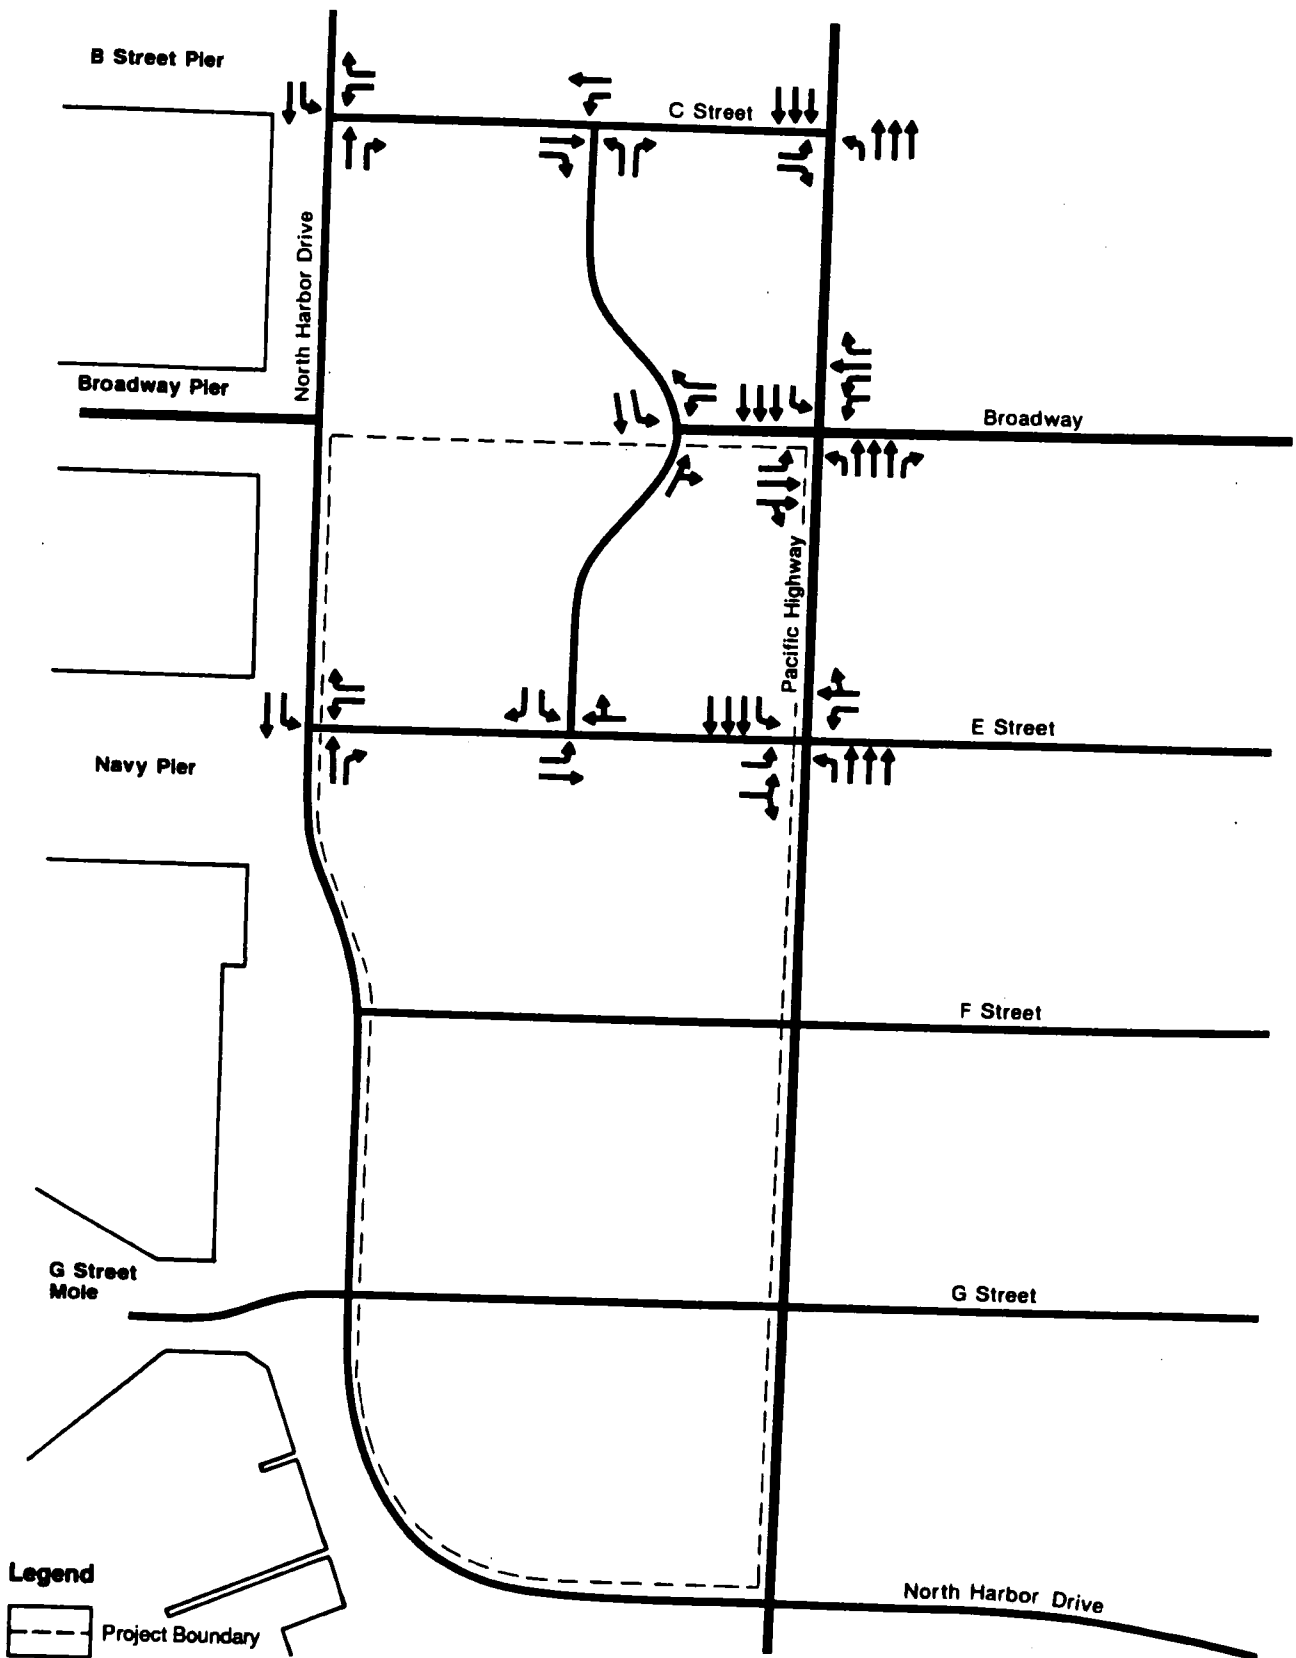 B Street Pier
C Street
North Harbor Drive
Broadway Pier
Broadway
Pacific Highway
E Street
Navy Pier
F Street
G Street
Mole
G Street
Legend
Project Boundary
North Harbor Drive